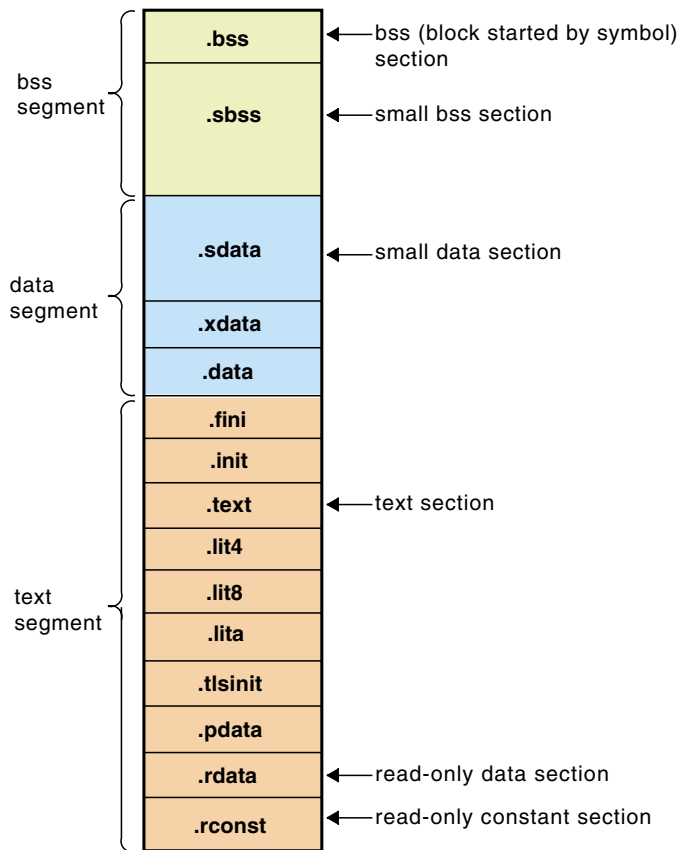 .bss
bss (block started by symbol)
section
bss
segment
.sbss
small bss section
.sdata
small data section
data
segment
.xdata
.data
.fini
.init
.text
text section
.lit4
.lit8
text
segment
.lita
.tlsinit
.pdata
.rdata
read-only data section
.rconst
read-only constant section